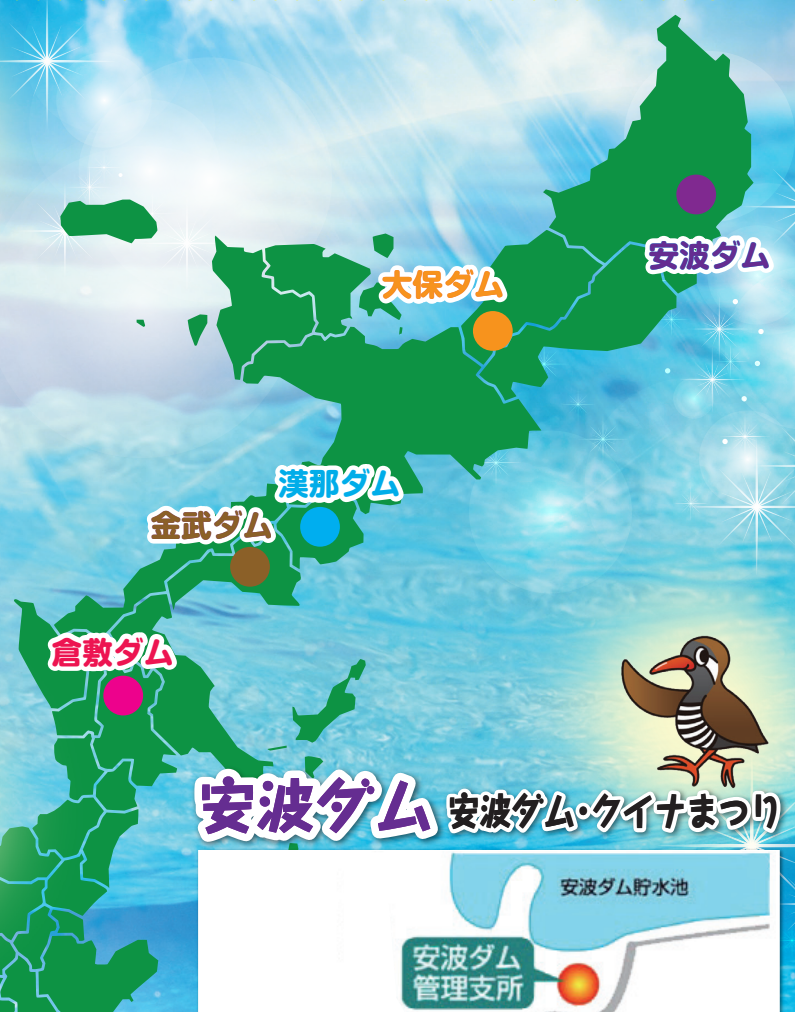 安波ダム
大保ダム
漢那ダム
金武ダム
倉敷ダム
安波ダム 安波ダム・クイナまつり
安波ダム貯水池
安波ダム
管理支所